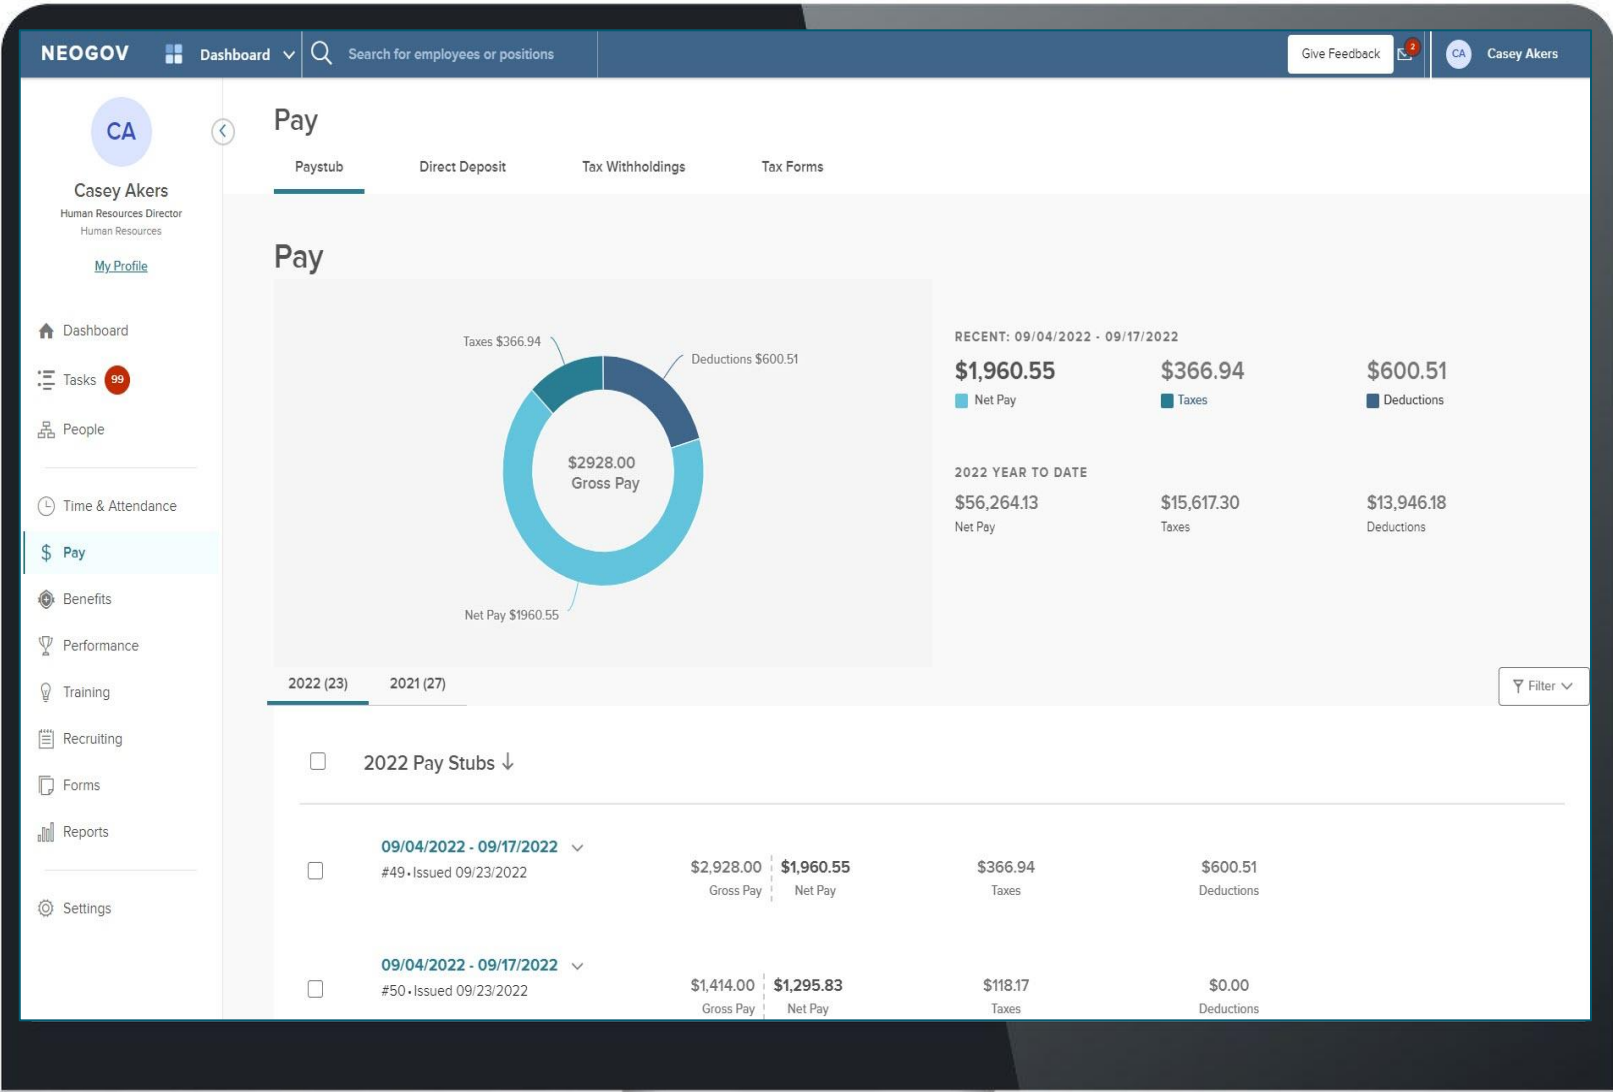 NEOGOV Dashboard Search for employees or positions Give Feedback 2 CA Casey Akers
CA
Casey Akers
Human Resources Director
Human Resources
My Profile
Dashboard
Tasks 99
People
Time & Attendance
$ Pay
Benefits
Performance
Training
Recruiting
Forms
Reports
Settings
Pay
Paystub Direct Deposit Tax Withholdings Tax Forms
Pay
Taxes $366.94
Deductions $600.51
$2928.00
Gross Pay
Net Pay $1960.55
RECENT: 09/04/2022 - 09/17/2022
$1,960.55 $366.94 $600.51
Net Pay Taxes Deductions
2022 YEAR TO DATE
$56,264.13 $15,617.30 $13,946.18
Net Pay Taxes Deductions
2022 (23) 2021 (27) Filter
2022 Pay Stubs ↓
09/04/2022 - 09/17/2022
#49 • Issued 09/23/2022
$2,928.00 $1,960.55 $366.94 $600.51
Gross Pay Net Pay Taxes Deductions
09/04/2022 - 09/17/2022
#50 • Issued 09/23/2022
$1,414.00 $1,295.83 $118.17 $0.00
Gross Pay Net Pay Taxes Deductions